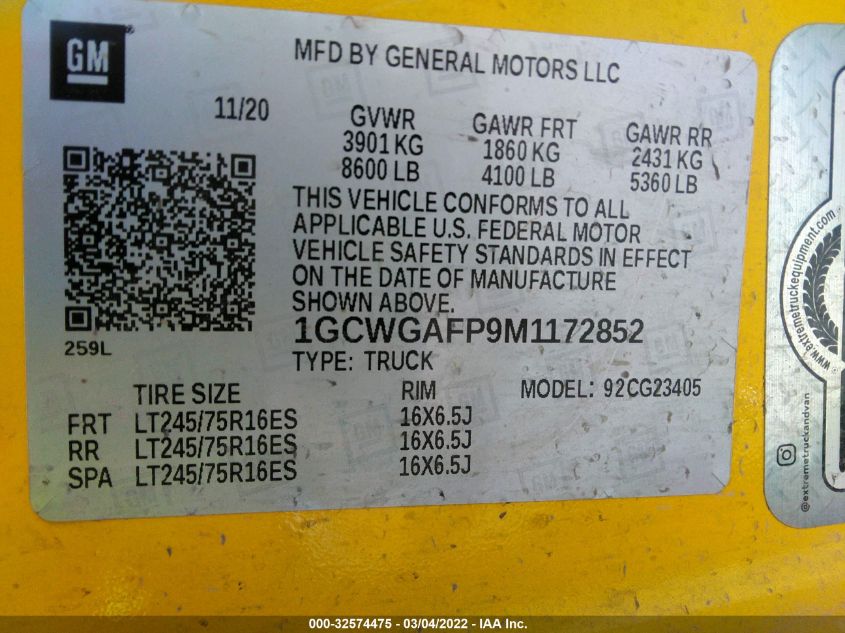 GM
MFD BY GENERAL MOTORS LLC
11/20
GVWR GAWR FRT GAWR RR
3901 KG 1860 KG 2431 KG
8600 LB 4100 LB 5360 LB
THIS VEHICLE CONFORMS TO ALL
APPLICABLE U.S. FEDERAL MOTOR
VEHICLE SAFETY STANDARDS IN EFFECT
ON THE DATE OF MANUFACTURE
SHOWN ABOVE.
1GCWGAFP9M1172852
259L
TYPE: TRUCK
TIRE SIZE RIM MODEL: 92CG23405
FRT LT245/75R16ES 16X6.5J
RR LT245/75R16ES 16X6.5J
SPA LT245/75R16ES 16X6.5J
www.extremetruckequipment.com
@extremetruckandvan
000-32574475 - 03/04/2022 - IAA Inc.